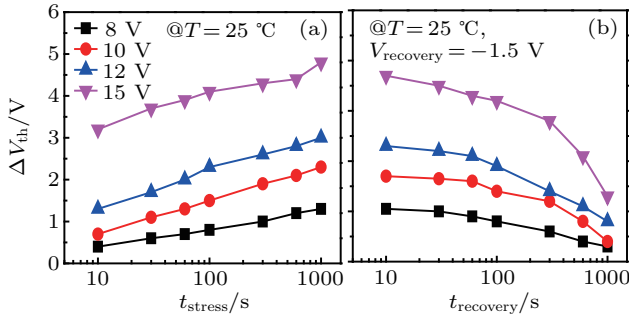 6
5
4
3
2
1
0
ΔV_th/V
8 V
10 V
12 V
15 V
@T = 25 ℃
(a)
10
100
1000
t_stress/s
@T = 25 ℃,
V_recovery = −1.5 V
(b)
10
100
1000
t_recovery/s